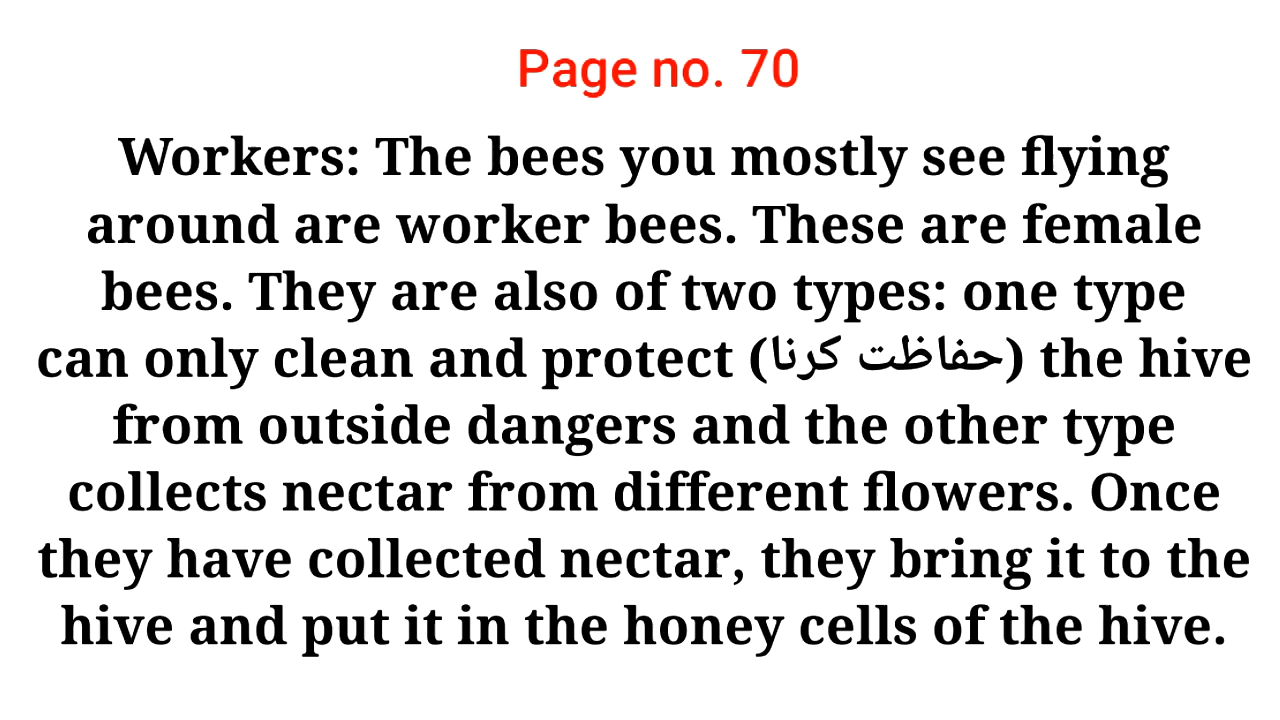 Page no. 70
Workers: The bees you mostly see flying
around are worker bees. These are female
bees. They are also of two types: one type
can only clean and protect (حفاظت کرنا) the hive
from outside dangers and the other type
collects nectar from different flowers. Once
they have collected nectar, they bring it to the
hive and put it in the honey cells of the hive.